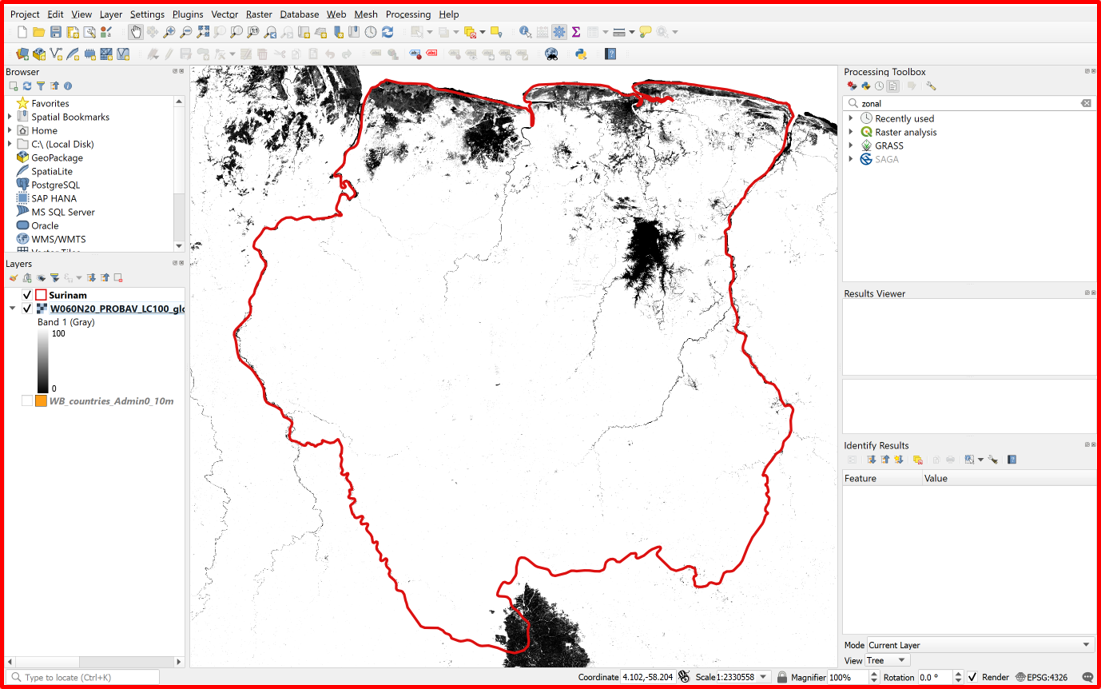 Project Edit View Layer Settings Plugins Vector Raster Database Web Mesh Processing Help
Browser
Favorites
Spatial Bookmarks
Home
C:\ (Local Disk)
GeoPackage
SpatiaLite
PostgreSQL
SAP HANA
MS SQL Server
Oracle
WMS/WMTS
Layers
Surinam
W060N20_PROBAV_LC100_glo
Band 1 (Gray)
100
0
WB_countries_Admin0_10m
Processing Toolbox
zonal
Recently used
Raster analysis
GRASS
SAGA
Results Viewer
Identify Results
Feature Value
Mode Current Layer
View Tree
Type to locate (Ctrl+K)
Coordinate 4.102,-58.204 Scale 1:2330558 Magnifier 100% Rotation 0.0 ° Render EPSG:4326